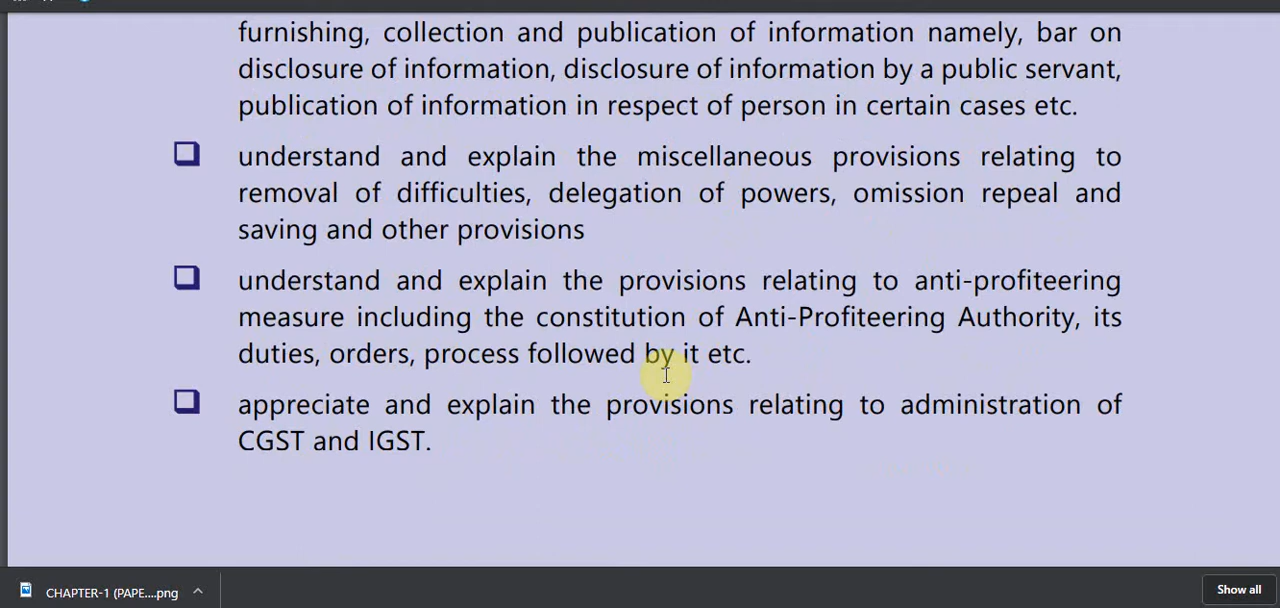 furnishing, collection and publication of information namely, bar on
disclosure of information, disclosure of information by a public servant,
publication of information in respect of person in certain cases etc.
understand and explain the miscellaneous provisions relating to
removal of difficulties, delegation of powers, omission repeal and
saving and other provisions
understand and explain the provisions relating to anti-profiteering
measure including the constitution of Anti-Profiteering Authority, its
duties, orders, process followed by it etc.
appreciate and explain the provisions relating to administration of
CGST and IGST.
CHAPTER-1 (PAPE....png
Show all